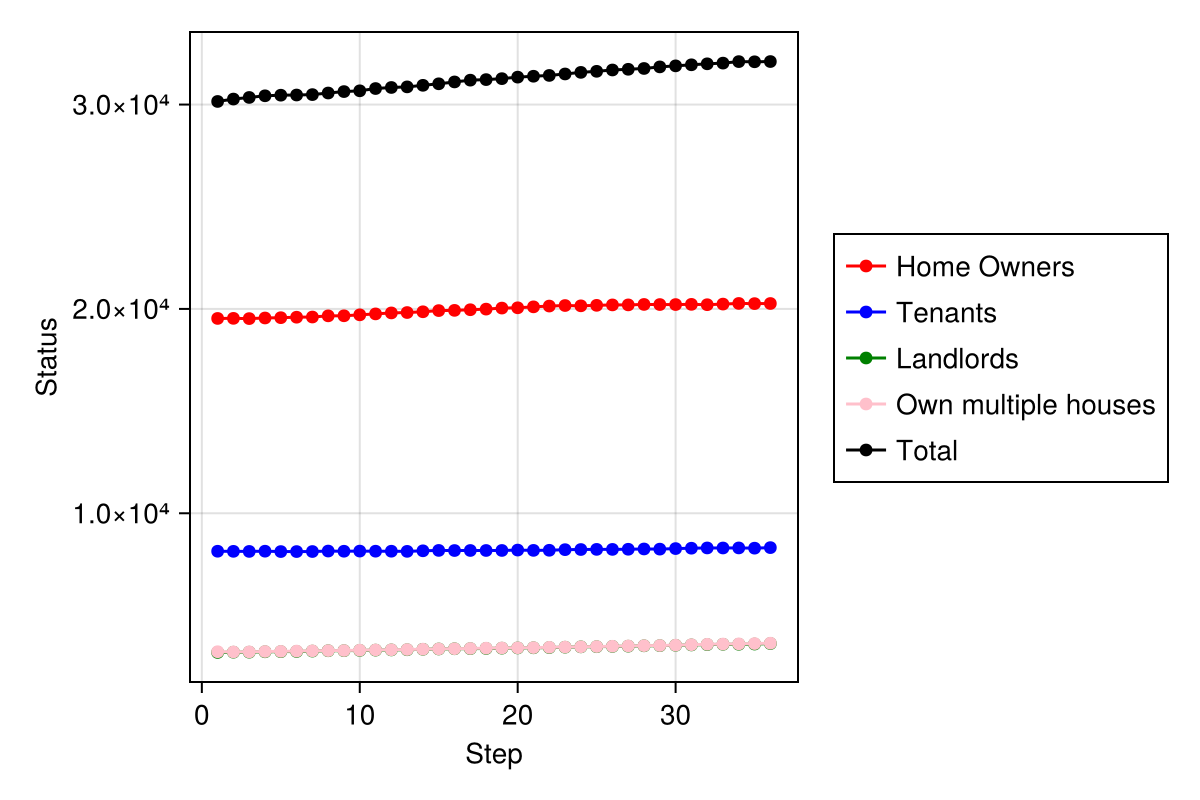 3.0×10⁴
2.0×10⁴
1.0×10⁴
Status
0 10 20 30
Step
Home Owners
Tenants
Landlords
Own multiple houses
Total